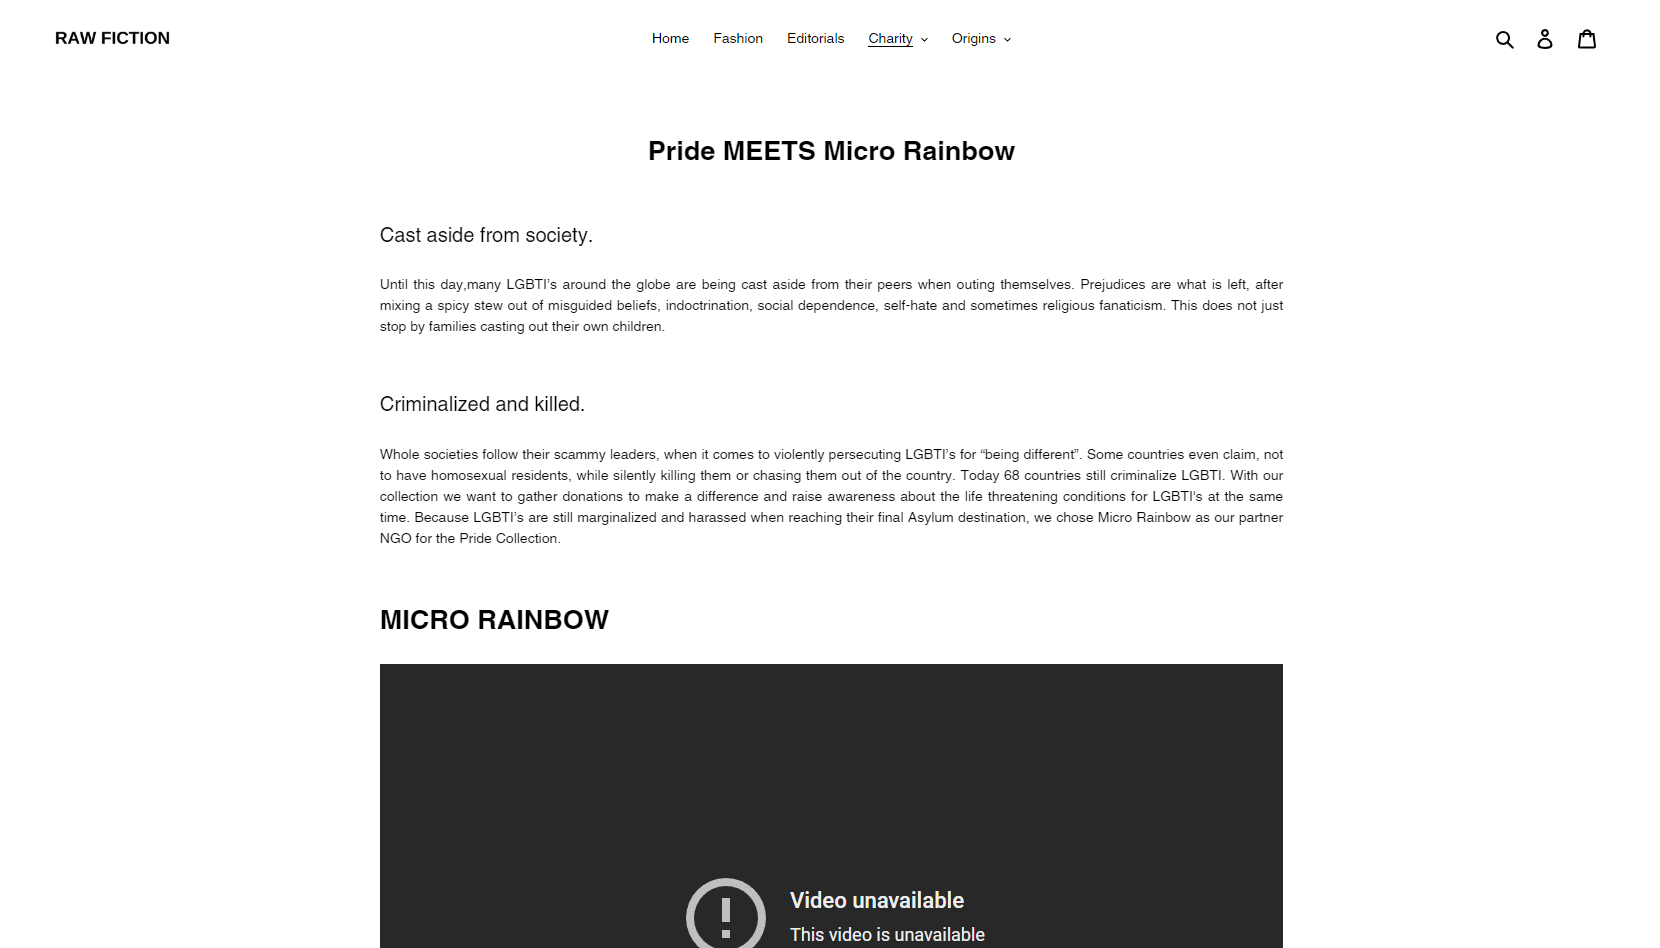 RAW FICTION
Home Fashion Editorials Charity Origins
Pride MEETS Micro Rainbow
Cast aside from society.
Until this day,many LGBTI’s around the globe are being cast aside from their peers when outing themselves. Prejudices are what is left, after
mixing a spicy stew out of misguided beliefs, indoctrination, social dependence, self-hate and sometimes religious fanaticism. This does not just
stop by families casting out their own children.
Criminalized and killed.
Whole societies follow their scammy leaders, when it comes to violently persecuting LGBTI’s for “being different”. Some countries even claim, not
to have homosexual residents, while silently killing them or chasing them out of the country. Today 68 countries still criminalize LGBTI. With our
collection we want to gather donations to make a difference and raise awareness about the life threatening conditions for LGBTI's at the same
time. Because LGBTI’s are still marginalized and harassed when reaching their final Asylum destination, we chose Micro Rainbow as our partner
NGO for the Pride Collection.
MICRO RAINBOW
Video unavailable
This video is unavailable